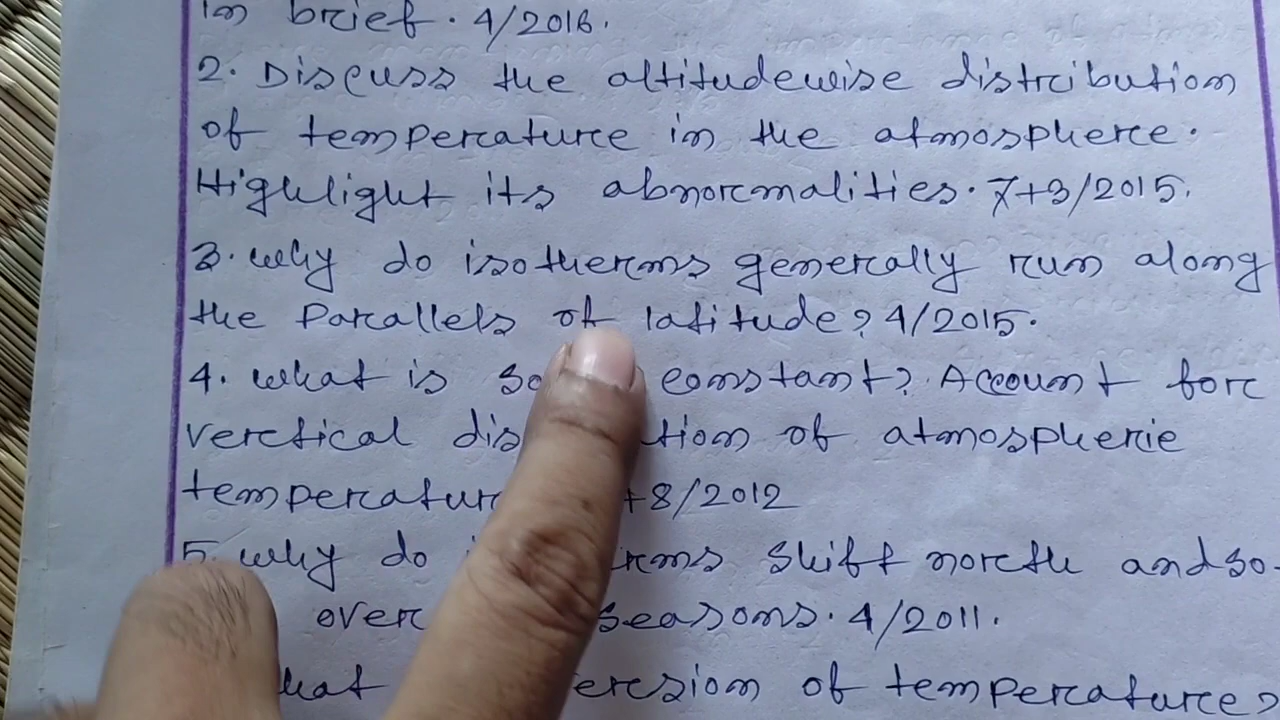 in brief. 4/2016.
2. Discuss the altitudewise distribution
of temperature in the atmosphere.
Highlight its abnormalities. 7+3/2015.
3. Why do isotherms generally run along
the Parallels of latitude? 4/2015.
4. What is constant? Account for
vertical of atmospheric
+8/2012
5. Why do shift north and so-
over seasons. 4/2011.
of temperature?